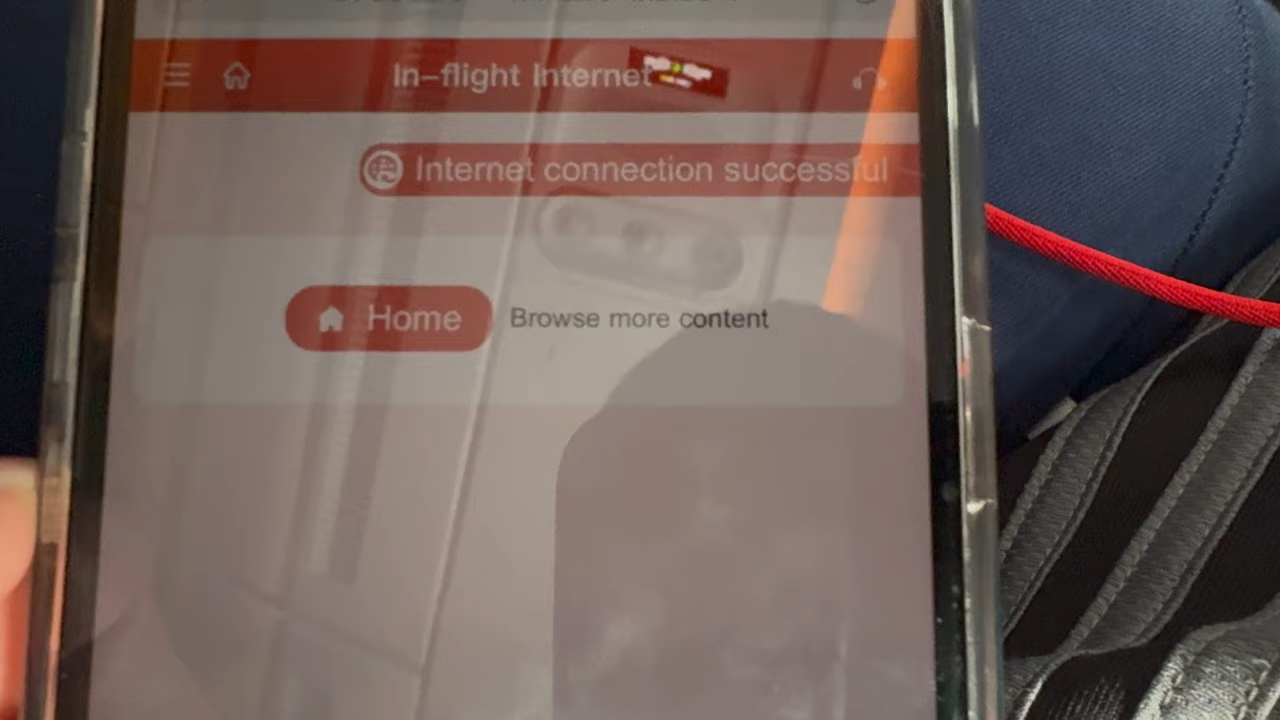 In-flight Internet
Internet connection successful
Home
Browse more content